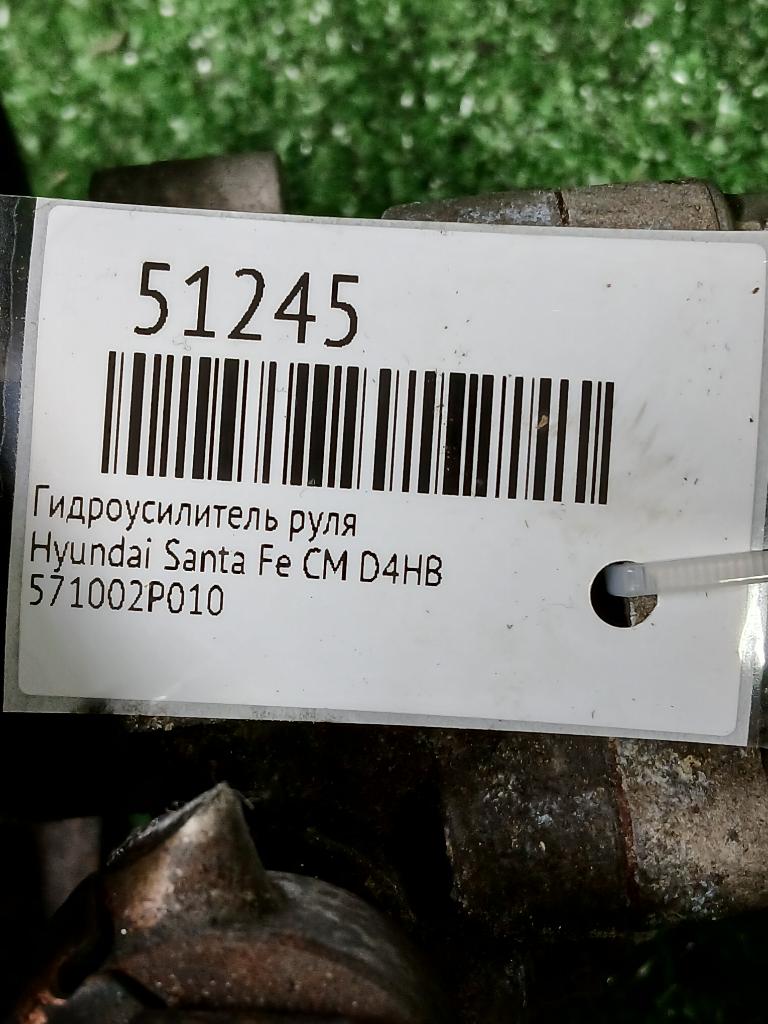 51245
Гидроусилитель руля
Hyundai Santa Fe CM D4HB
571002P010